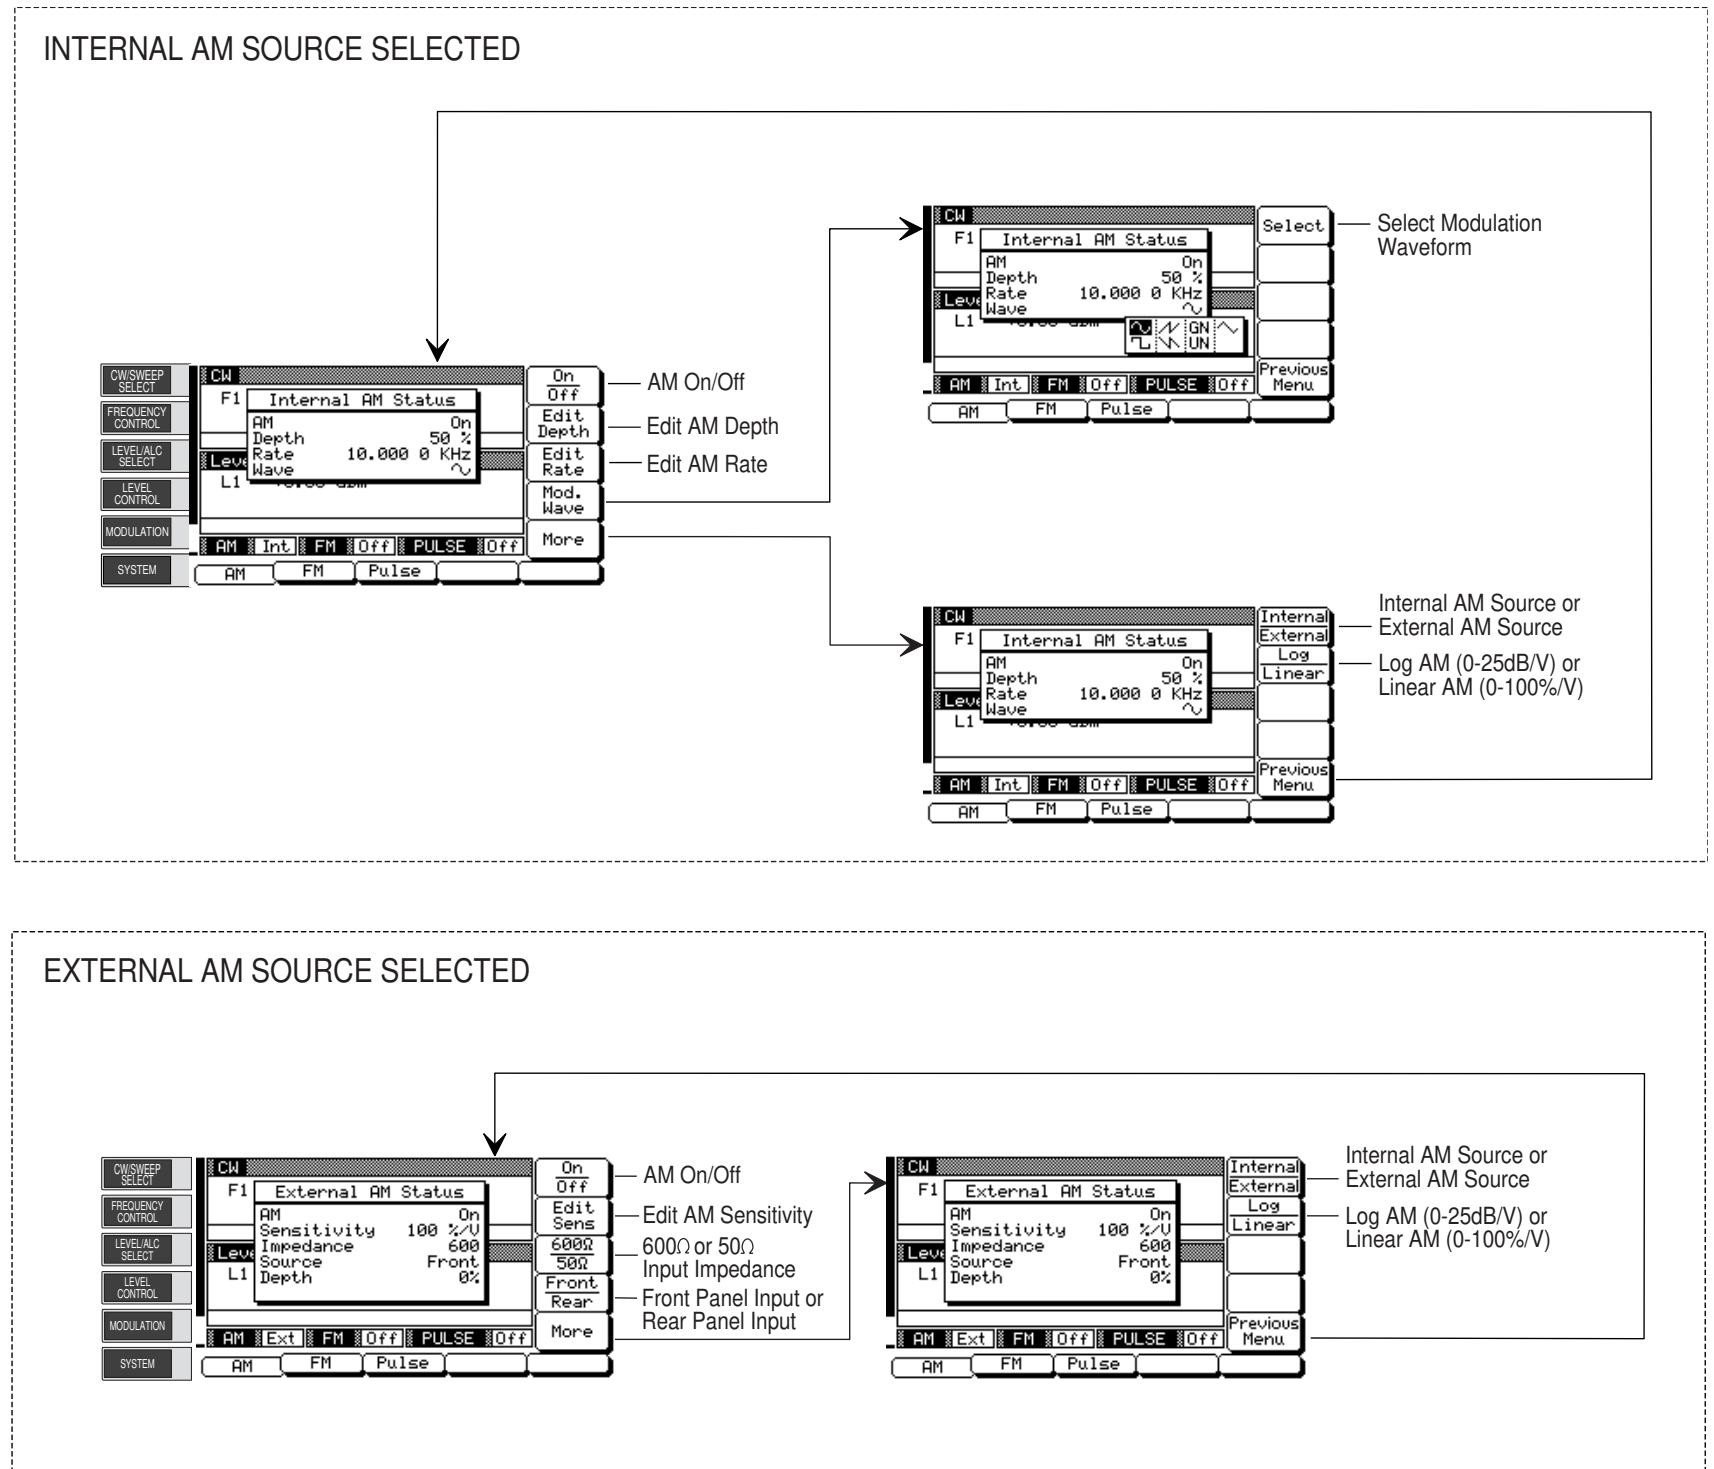 INTERNAL AM SOURCE SELECTED
CW/SWEEP
SELECT
FREQUENCY
CONTROL
LEVEL/ALC
SELECT
LEVEL
CONTROL
MODULATION
SYSTEM
CW
F1
Internal AM Status
AM On
Depth 50 %
Rate 10.000 0 KHz
Wave
Leve
L1
AM Int FM Off PULSE Off
AM FM Pulse
On
Off
Edit
Depth
Edit
Rate
Mod.
Wave
More
AM On/Off
Edit AM Depth
Edit AM Rate
CW
F1
Internal AM Status
AM On
Depth 50 %
Rate 10.000 0 KHz
Wave
Leve
L1
GN
UN
AM Int FM Off PULSE Off
AM FM Pulse
Select
Previous
Menu
Select Modulation
Waveform
CW
F1
Internal AM Status
AM On
Depth 50 %
Rate 10.000 0 KHz
Wave
Leve
L1
AM Int FM Off PULSE Off
AM FM Pulse
Internal
External
Log
Linear
Previous
Menu
Internal AM Source or
External AM Source
Log AM (0-25dB/V) or
Linear AM (0-100%/V)
EXTERNAL AM SOURCE SELECTED
CW/SWEEP
SELECT
FREQUENCY
CONTROL
LEVEL/ALC
SELECT
LEVEL
CONTROL
MODULATION
SYSTEM
CW
F1
External AM Status
AM On
Sensitivity 100 %/V
Impedance 600
Source Front
Depth 0%
Leve
L1
AM Ext FM Off PULSE Off
AM FM Pulse
On
Off
Edit
Sens
600Ω
50Ω
Front
Rear
More
AM On/Off
Edit AM Sensitivity
600Ω or 50Ω
Input Impedance
Front Panel Input or
Rear Panel Input
CW
F1
External AM Status
AM On
Sensitivity 100 %/V
Impedance 600
Source Front
Depth 0%
Leve
L1
AM Ext FM Off PULSE Off
AM FM Pulse
Internal
External
Log
Linear
Previous
Menu
Internal AM Source or
External AM Source
Log AM (0-25dB/V) or
Linear AM (0-100%/V)